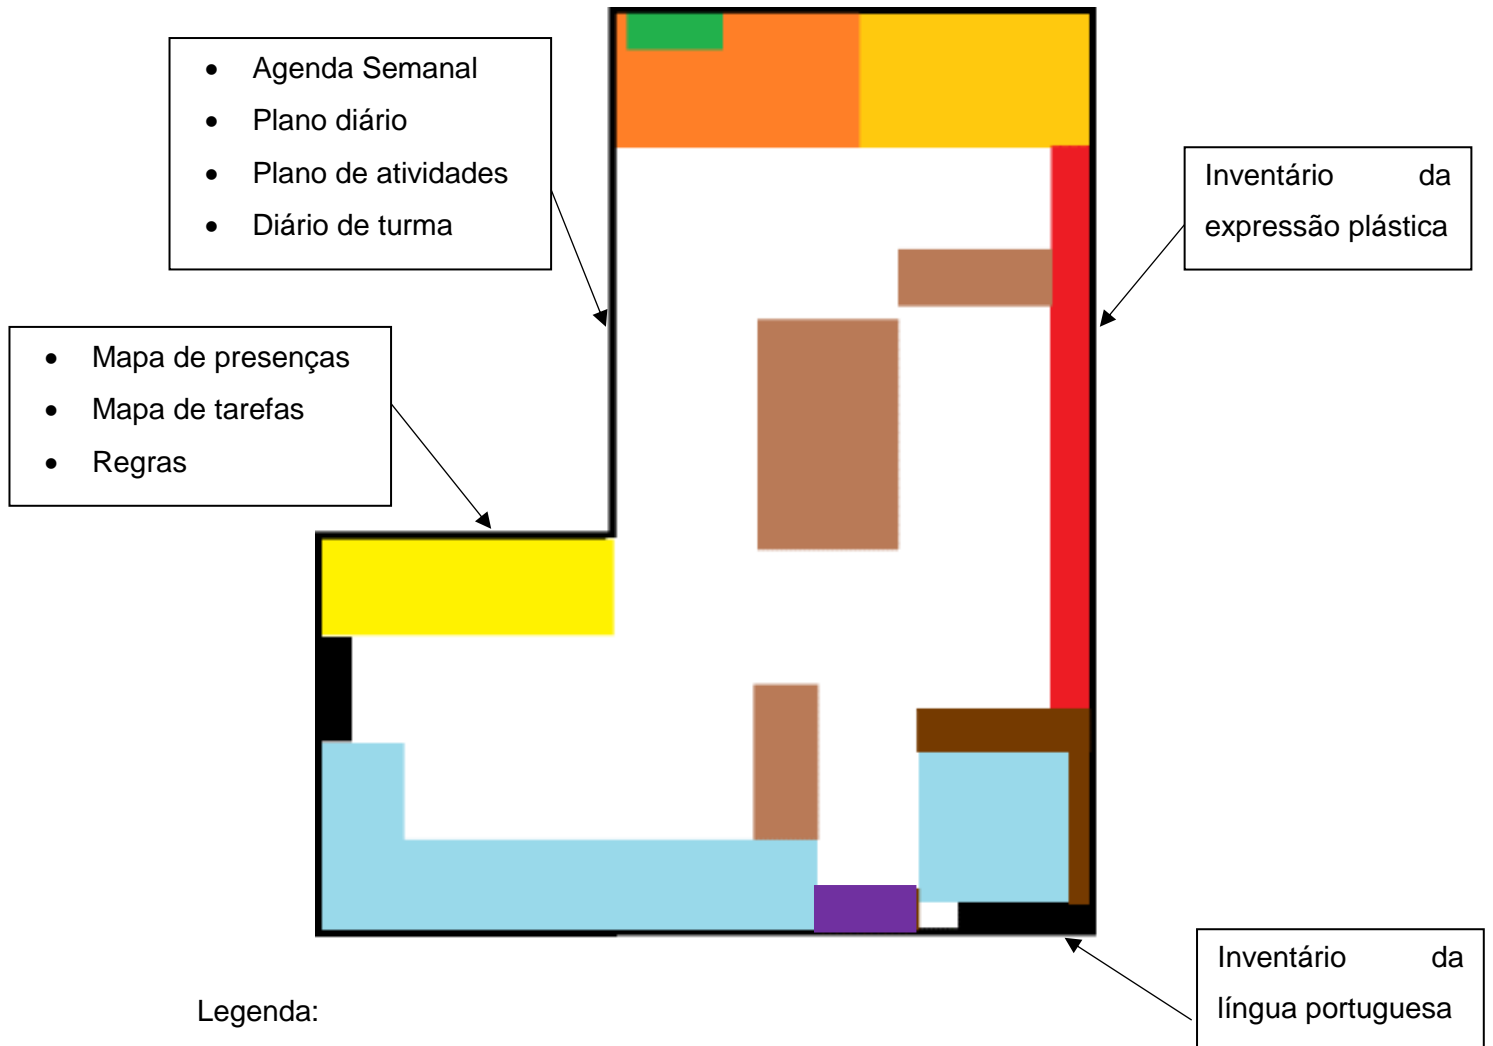 • Agenda Semanal
• Plano diário
• Plano de atividades
• Diário de turma
Inventário da
expressão plástica
• Mapa de presenças
• Mapa de tarefas
• Regras
Inventário da
língua portuguesa
Legenda: